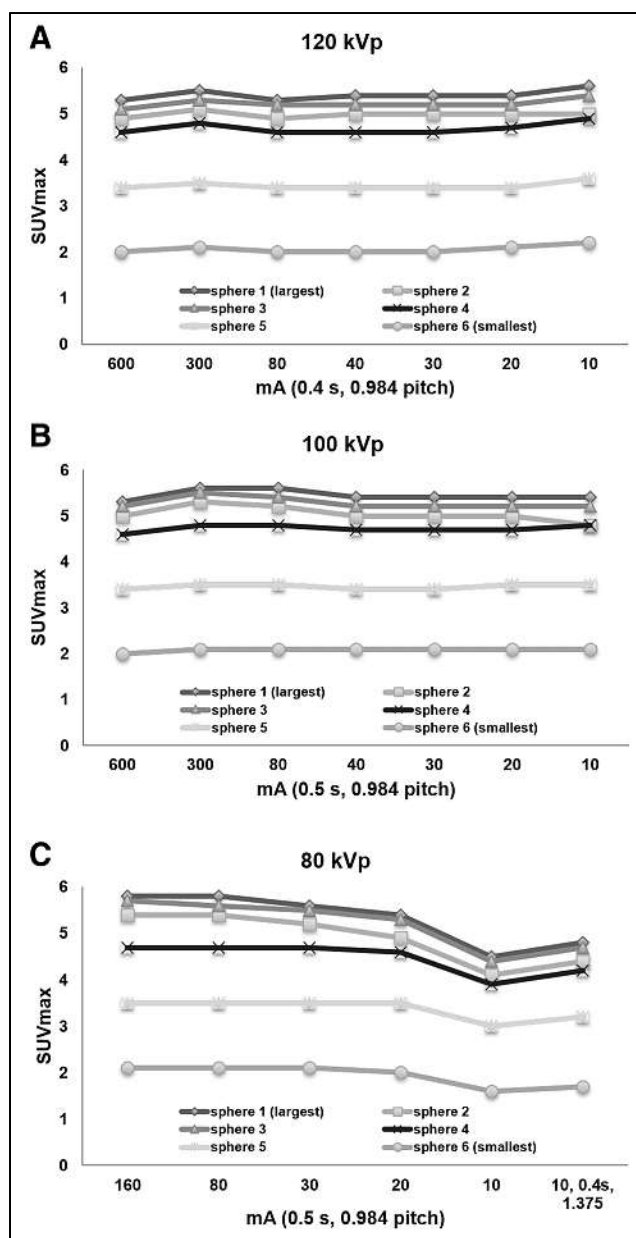 A
120 kVp
6
5
4
3
2
1
0
SUVmax
sphere 1 (largest) sphere 2
sphere 3 sphere 4
sphere 5 sphere 6 (smallest)
600 300 80 40 30 20 10
mA (0.4 s, 0.984 pitch)
B
100 kVp
6
5
4
3
2
1
0
SUVmax
sphere 1 (largest) sphere 2
sphere 3 sphere 4
sphere 5 sphere 6 (smallest)
600 300 80 40 30 20 10
mA (0.5 s, 0.984 pitch)
C
80 kVp
6
5
4
3
2
1
0
SUVmax
sphere 1 (largest) sphere 2
sphere 3 sphere 4
sphere 5 sphere 6 (smallest)
160 80 30 20 10 10, 0.4s,
1.375
mA (0.5 s, 0.984 pitch)